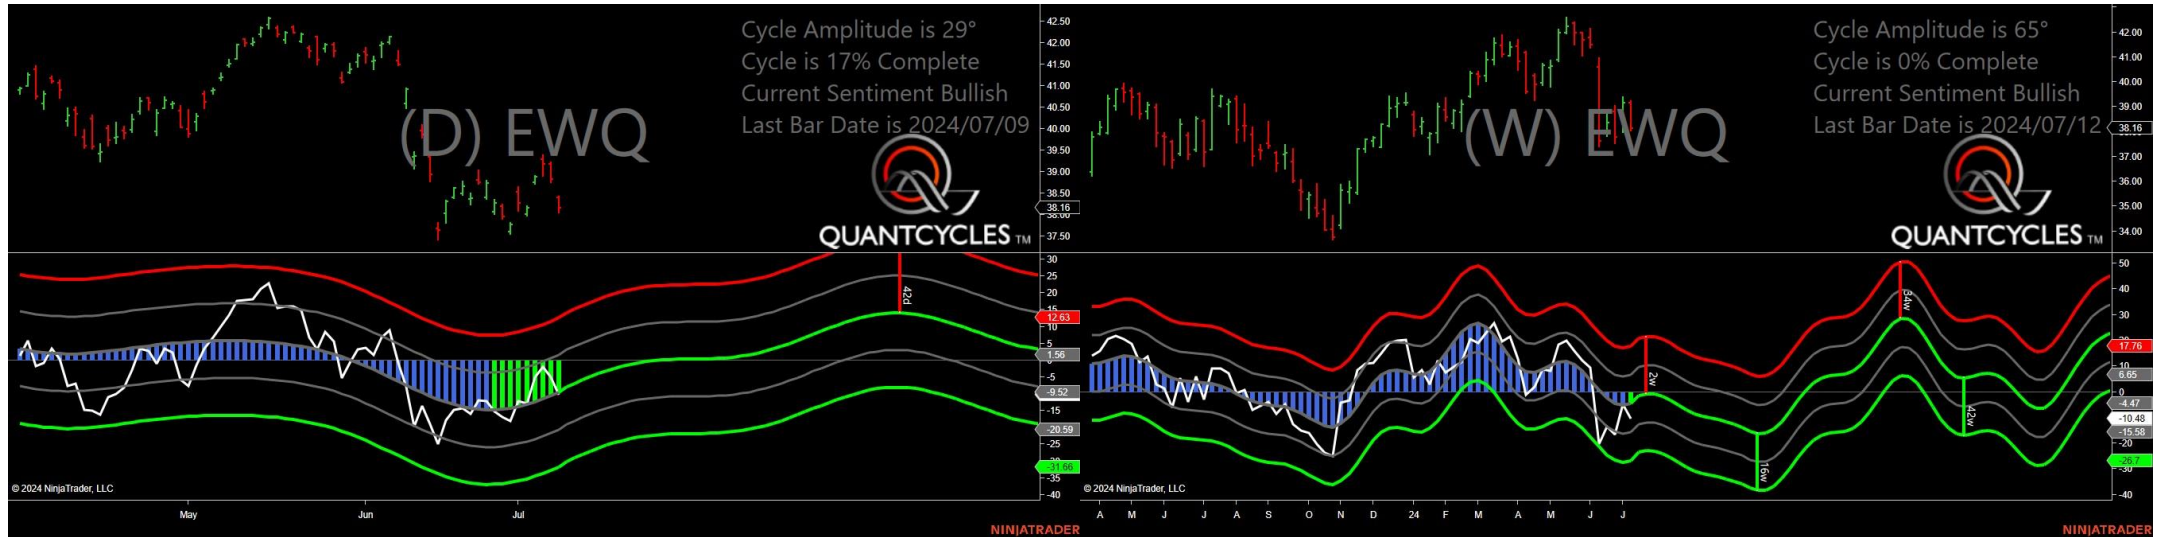 Cycle Amplitude is 29°
Cycle is 17% Complete
Current Sentiment Bullish
Last Bar Date is 2024/07/09
(D) EWQ
QUANTCYCLES TM
42.50
42.00
41.50
41.00
40.50
40.00
39.50
39.00
38.50
38.16
38.00
37.50
30
25
20
15
12.63
10
5
1.56
-5
-9.52
-15
-20.59
-25
-31.66
-35
-40
42d
© 2024 NinjaTrader, LLC
May
Jun
Jul
NINJATRADER
Cycle Amplitude is 65°
Cycle is 0% Complete
Current Sentiment Bullish
Last Bar Date is 2024/07/12
(W) EWQ
QUANTCYCLES TM
42.00
41.00
40.00
39.00
38.16
37.00
36.00
35.00
34.00
50
40
30
17.76
10
6.65
0
-4.47
-10.48
-15.58
-20
-26.7
-40
2w
16w
34w
42w
© 2024 NinjaTrader, LLC
A M J J A S O N D 24 F M A M J J
NINJATRADER